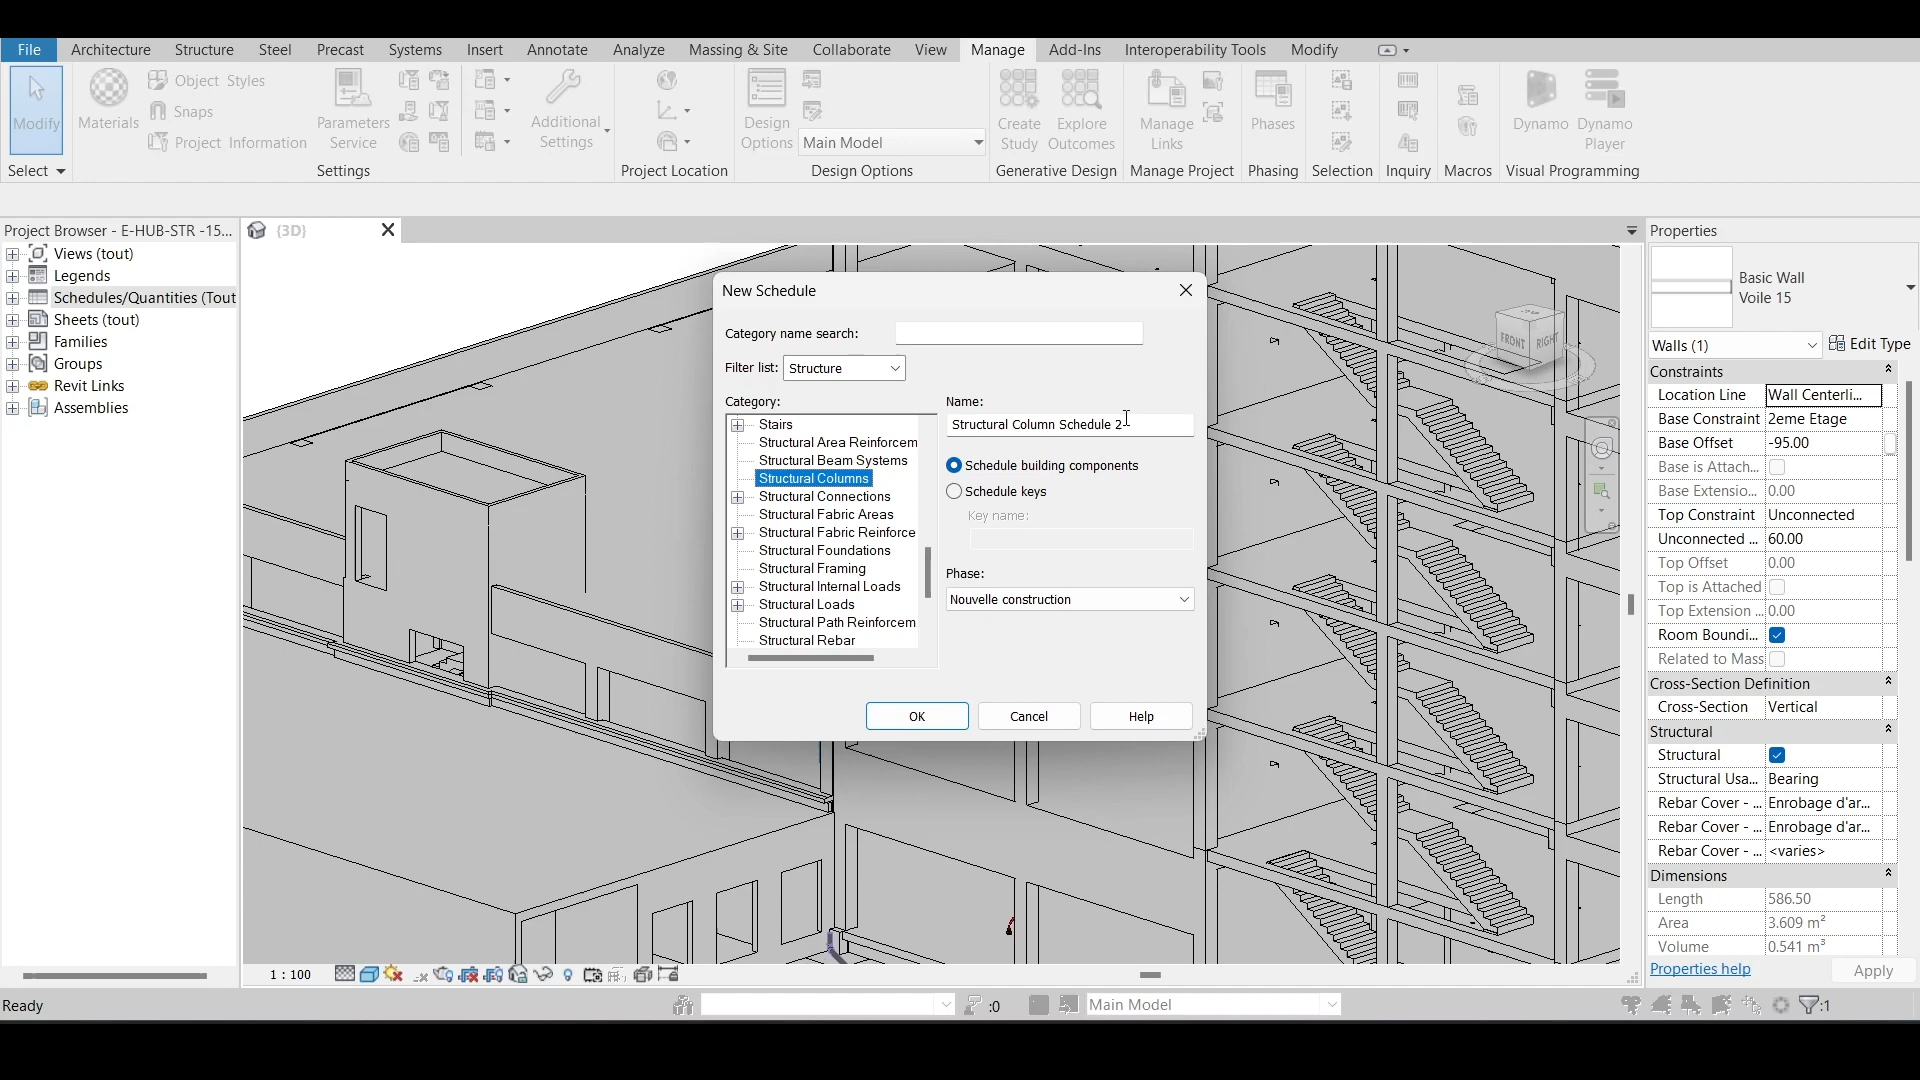 File Architecture Structure Steel Precast Systems Insert Annotate Analyze Massing & Site Collaborate View Manage Add-Ins Interoperability Tools Modify
Modify
Select
Materials
Object Styles
Snaps
Project Information
Parameters
Service
Additional
Settings
Settings
Project Location
Design
Options
Main Model
Design Options
Create
Study
Explore
Outcomes
Generative Design
Manage
Links
Manage Project
Phases
Phasing
Selection
Inquiry
Macros
Dynamo
Dynamo
Player
Visual Programming
Project Browser - E-HUB-STR -15...
Views (tout)
Legends
Schedules/Quantities (Tout
Sheets (tout)
Families
Groups
Revit Links
Assemblies
{3D}
FRONT
RIGHT
New Schedule
Category name search:
Filter list: Structure
Category:
Stairs
Structural Area Reinforcem
Structural Beam Systems
Structural Columns
Structural Connections
Structural Fabric Areas
Structural Fabric Reinforce
Structural Foundations
Structural Framing
Structural Internal Loads
Structural Loads
Structural Path Reinforcem
Structural Rebar
Name:
Structural Column Schedule 2
Schedule building components
Schedule keys
Key name:
Phase:
Nouvelle construction
OK Cancel Help
Properties
Basic Wall
Voile 15
Walls (1) Edit Type
Constraints
Location Line Wall Centerli...
Base Constraint 2eme Etage
Base Offset -95.00
Base is Attach...
Base Extensio... 0.00
Top Constraint Unconnected
Unconnected ... 60.00
Top Offset 0.00
Top is Attached
Top Extension ... 0.00
Room Boundi...
Related to Mass
Cross-Section Definition
Cross-Section Vertical
Structural
Structural
Structural Usa... Bearing
Rebar Cover - ... Enrobage d'ar...
Rebar Cover - ... Enrobage d'ar...
Rebar Cover - ... <varies>
Dimensions
Length 586.50
Area 3.609 m²
Volume 0.541 m³
Properties help Apply
1 : 100
Ready
:0
Main Model
:1